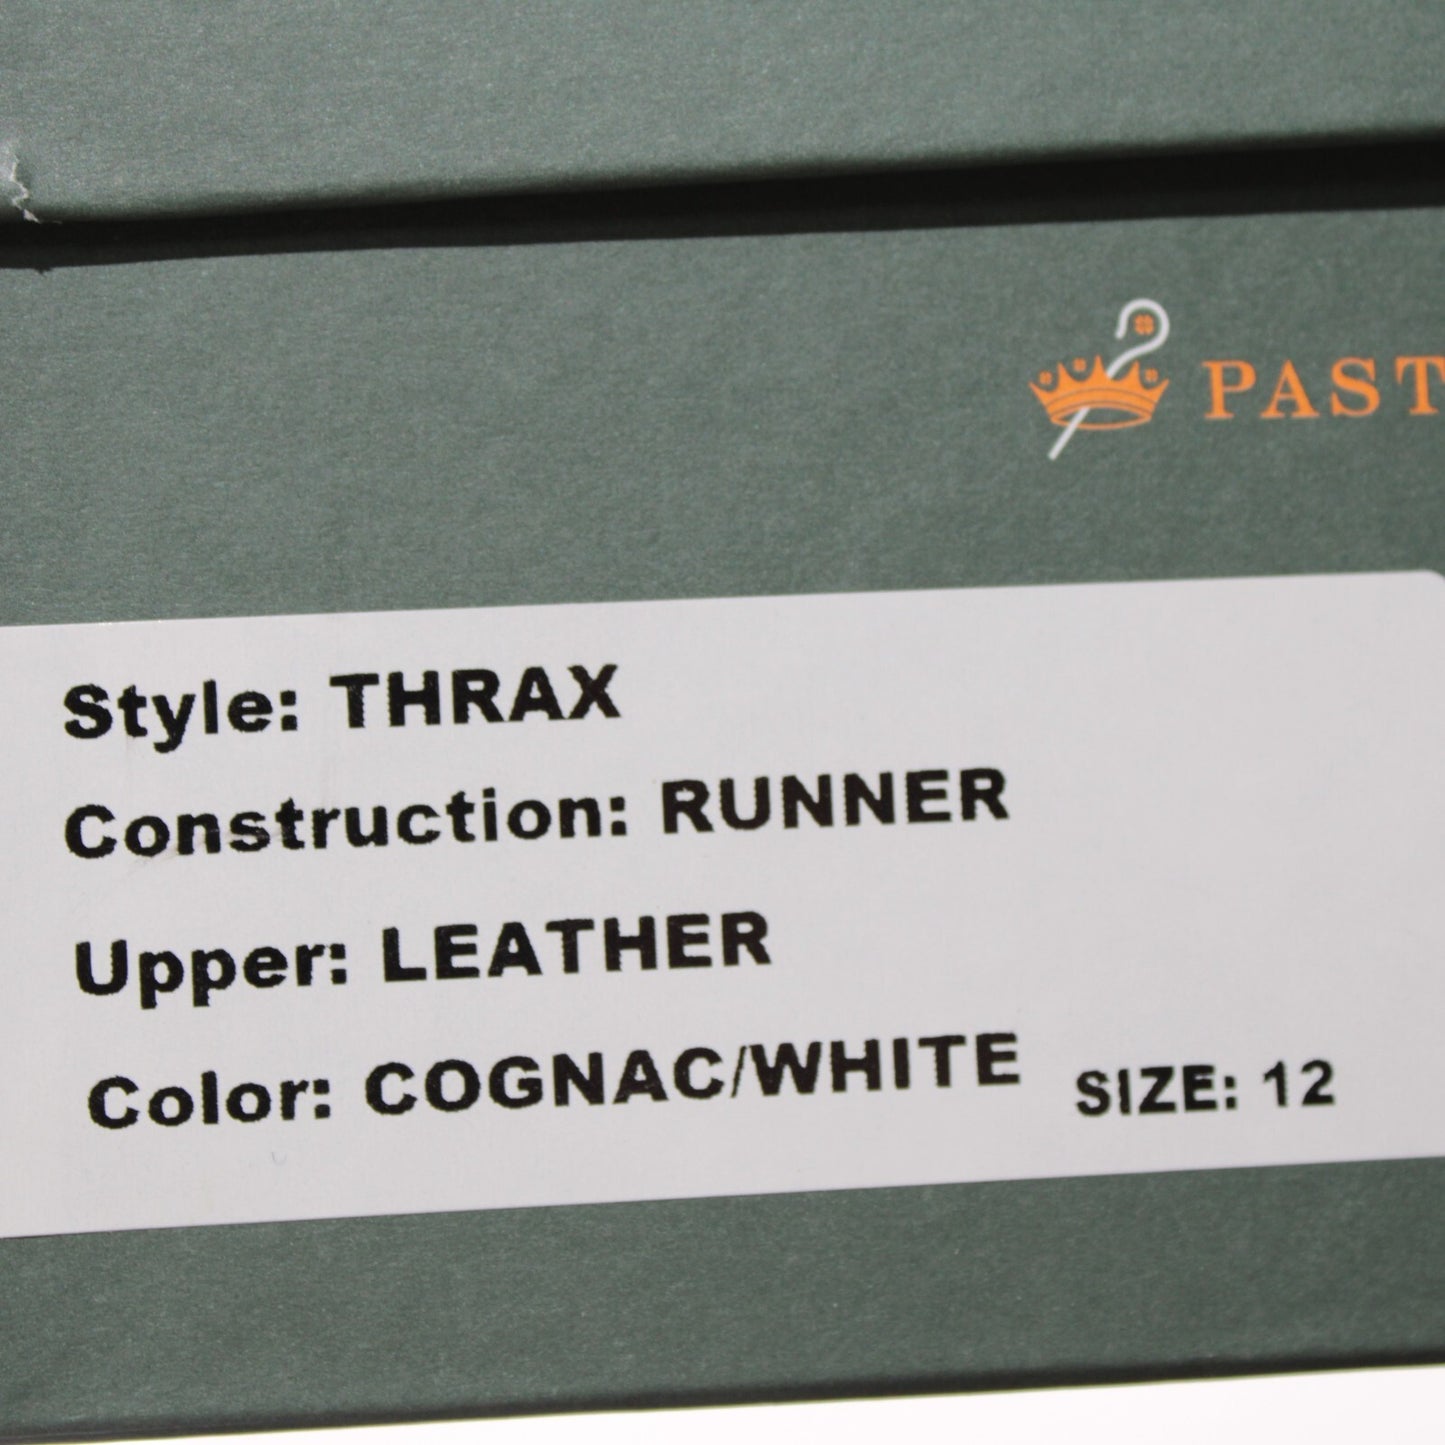 PAST
Style: THRAX
Construction: RUNNER
Upper: LEATHER
Color: COGNAC/WHITE SIZE: 12